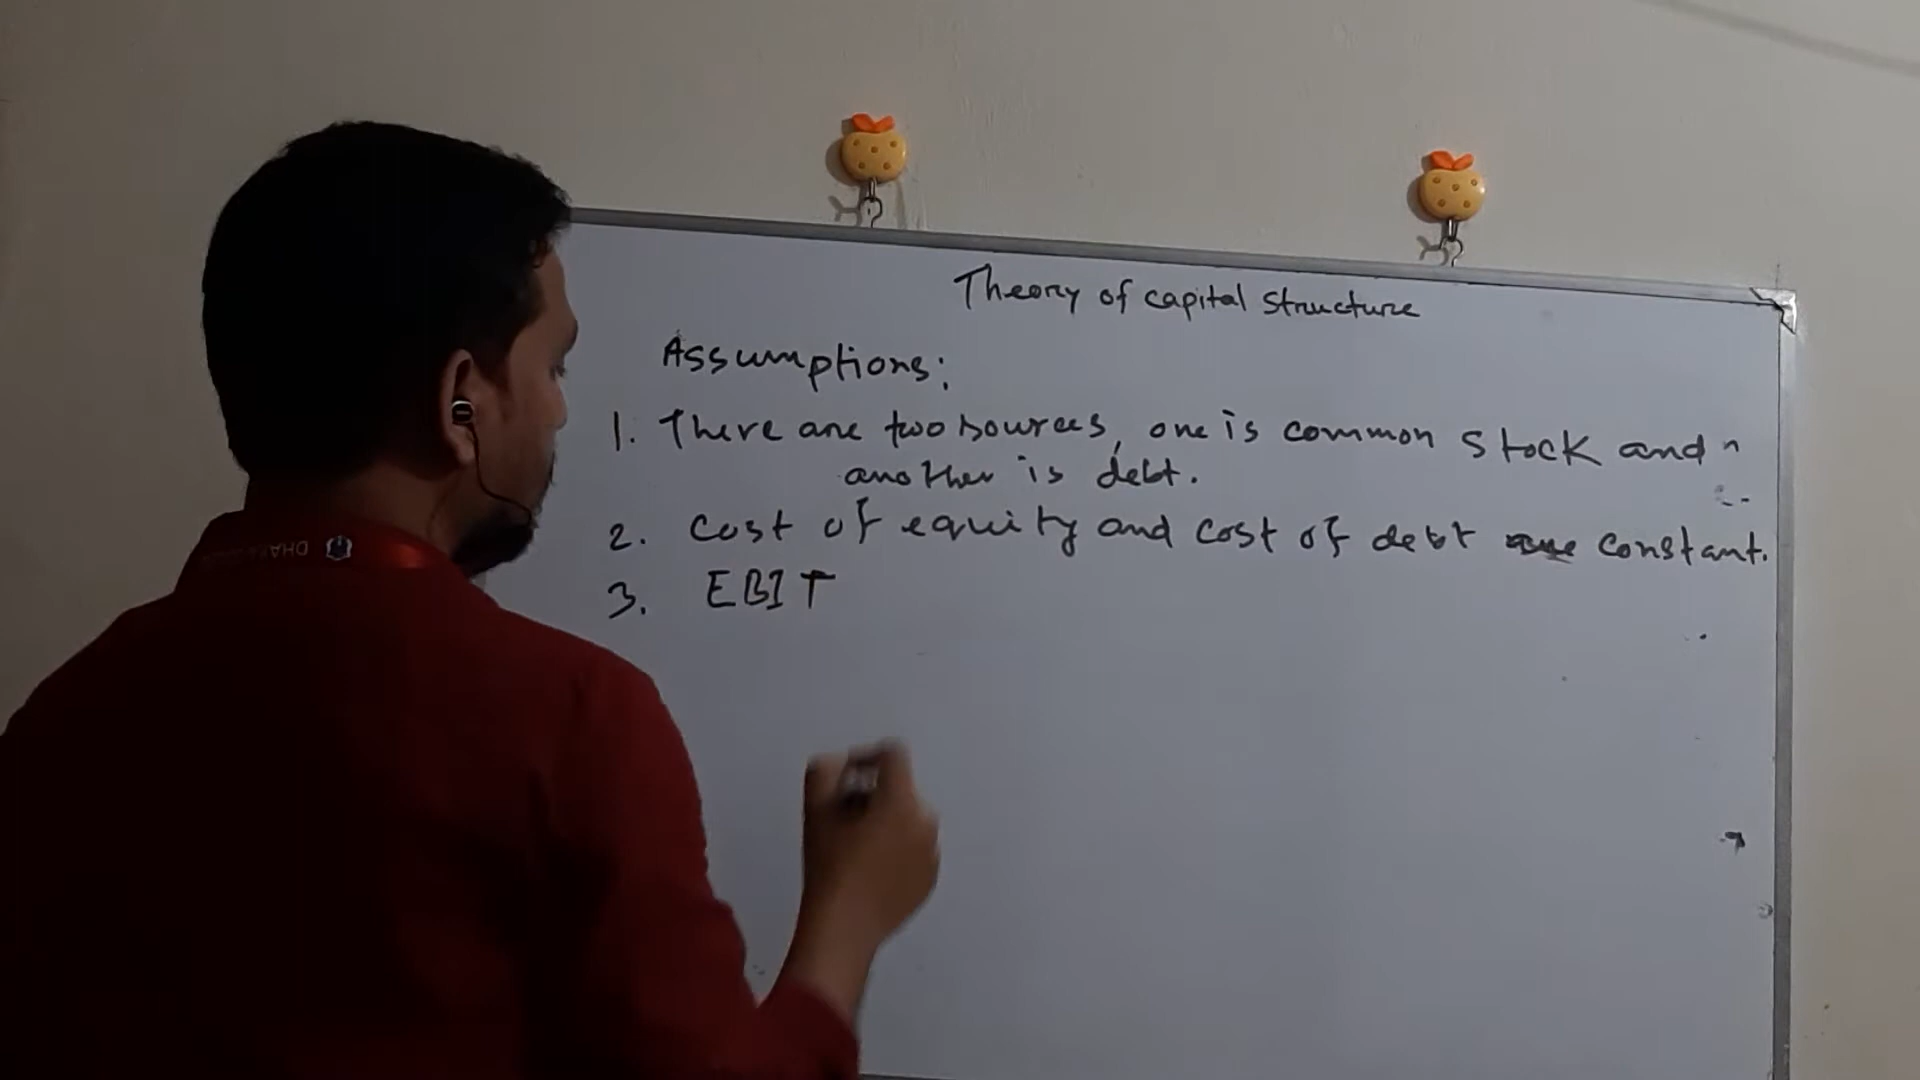 Theory of capital structure
Assumptions:
1. There are two sources, one is common stock and
another is debt.
2. Cost of equity and cost of debt are constant.
3. EBIT
DHA